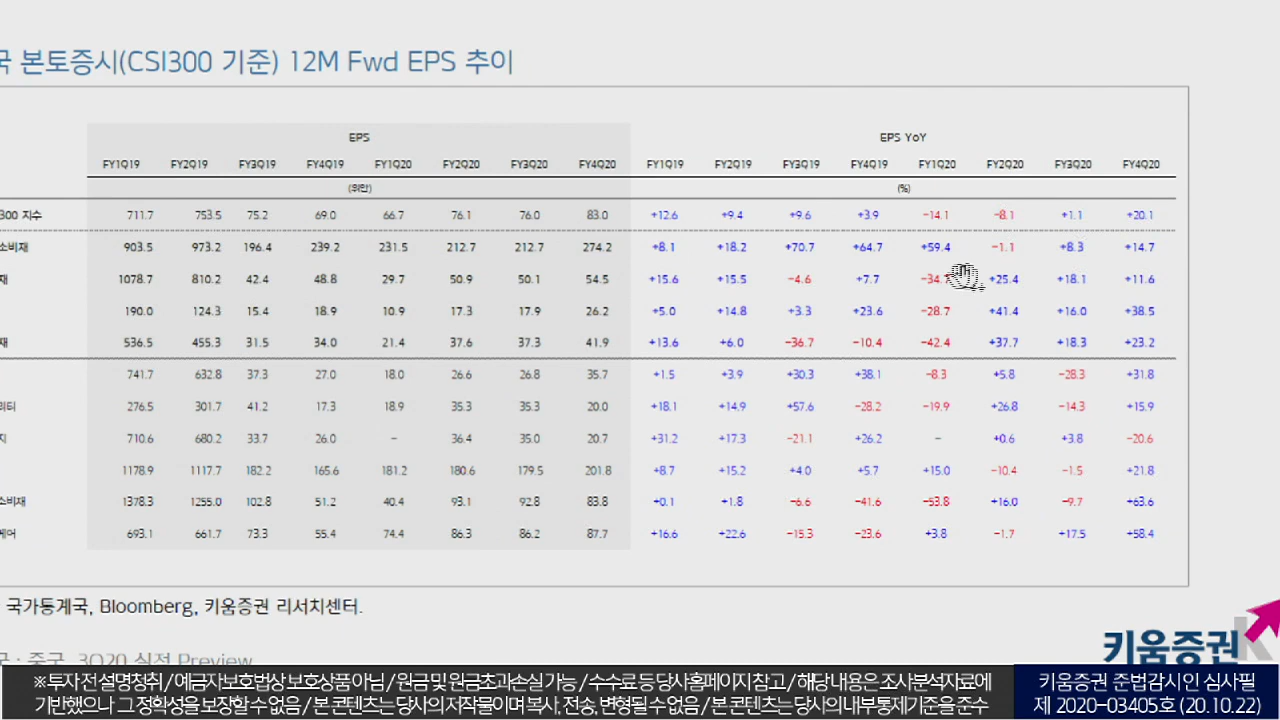 국 본토증시(CSI300 기준) 12M Fwd EPS 추이
EPS EPS YoY
FY1Q19 FY2Q19 FY3Q19 FY4Q19 FY1Q20 FY2Q20 FY3Q20 FY4Q20 FY1Q19 FY2Q19 FY3Q19 FY4Q19 FY1Q20 FY2Q20 FY3Q20 FY4Q20
(위안) (%)
300 지수 711.7 753.5 75.2 69.0 66.7 76.1 76.0 83.0 +12.6 +9.4 +9.6 +3.9 -14.1 -8.1 +1.1 +20.1
소비재 903.5 973.2 196.4 239.2 231.5 212.7 212.7 274.2 +8.1 +18.2 +70.7 +64.7 +59.4 -1.1 +8.3 +14.7
재 1078.7 810.2 42.4 48.8 29.7 50.9 50.1 54.5 +15.6 +15.5 -4.6 +7.7 +25.4 +18.1 +11.6
190.0 124.3 15.4 18.9 10.9 17.3 17.9 26.2 +5.0 +14.8 +3.3 +23.6 -28.7 +41.4 +16.0 +38.5
재 536.5 455.3 31.5 34.0 21.4 37.6 37.3 41.9 +13.6 +6.0 -36.7 -10.4 -42.4 +37.7 +18.3 +23.2
741.7 632.8 37.3 27.0 18.0 26.6 26.8 35.7 +1.5 +3.9 +30.3 +38.1 -8.3 +5.8 -28.3 +31.8
리티 276.5 301.7 41.2 17.3 18.9 35.3 35.3 20.0 +18.1 +14.9 +57.6 -28.2 -19.9 +26.8 -14.3 +15.9
지 710.6 680.2 33.7 26.0 - 36.4 35.0 20.7 +31.2 +17.3 -21.1 +26.2 - +0.6 +3.8 -20.6
1178.9 1117.7 182.2 165.6 181.2 180.6 179.5 201.8 +8.7 +15.2 +4.0 +5.7 +15.0 -10.4 -1.5 +21.8
소비재 1378.3 1255.0 102.8 51.2 40.4 93.1 92.8 83.8 +0.1 +1.8 -6.6 -41.6 -53.8 +16.0 -9.7 +63.6
케어 693.1 661.7 73.3 55.4 74.4 86.3 86.2 87.7 +16.6 +22.6 -15.3 -23.6 +3.8 -1.7 +17.5 +58.4
국가통계국, Bloomberg, 키움증권 리서치센터.
국 : 중국, 3Q20 실적 Preview
키움증권
※ 투자 전 설명청취 / 예금자보호법상 보호상품 아님 / 원금 및 원금초과손실 가능 / 수수료 등 당사홈페이지 참고 / 해당 내용은 조사분석자료에
기반했으나 그 정확성을 보장할 수 없음 / 본 콘텐츠는 당사의 저작물이며 복사, 전송, 변형될 수 없음 / 본 콘텐츠는 당사의 내부통제기준을 준수
키움증권 준법감시인 심사필
제 2020-03405호 (20.10.22)